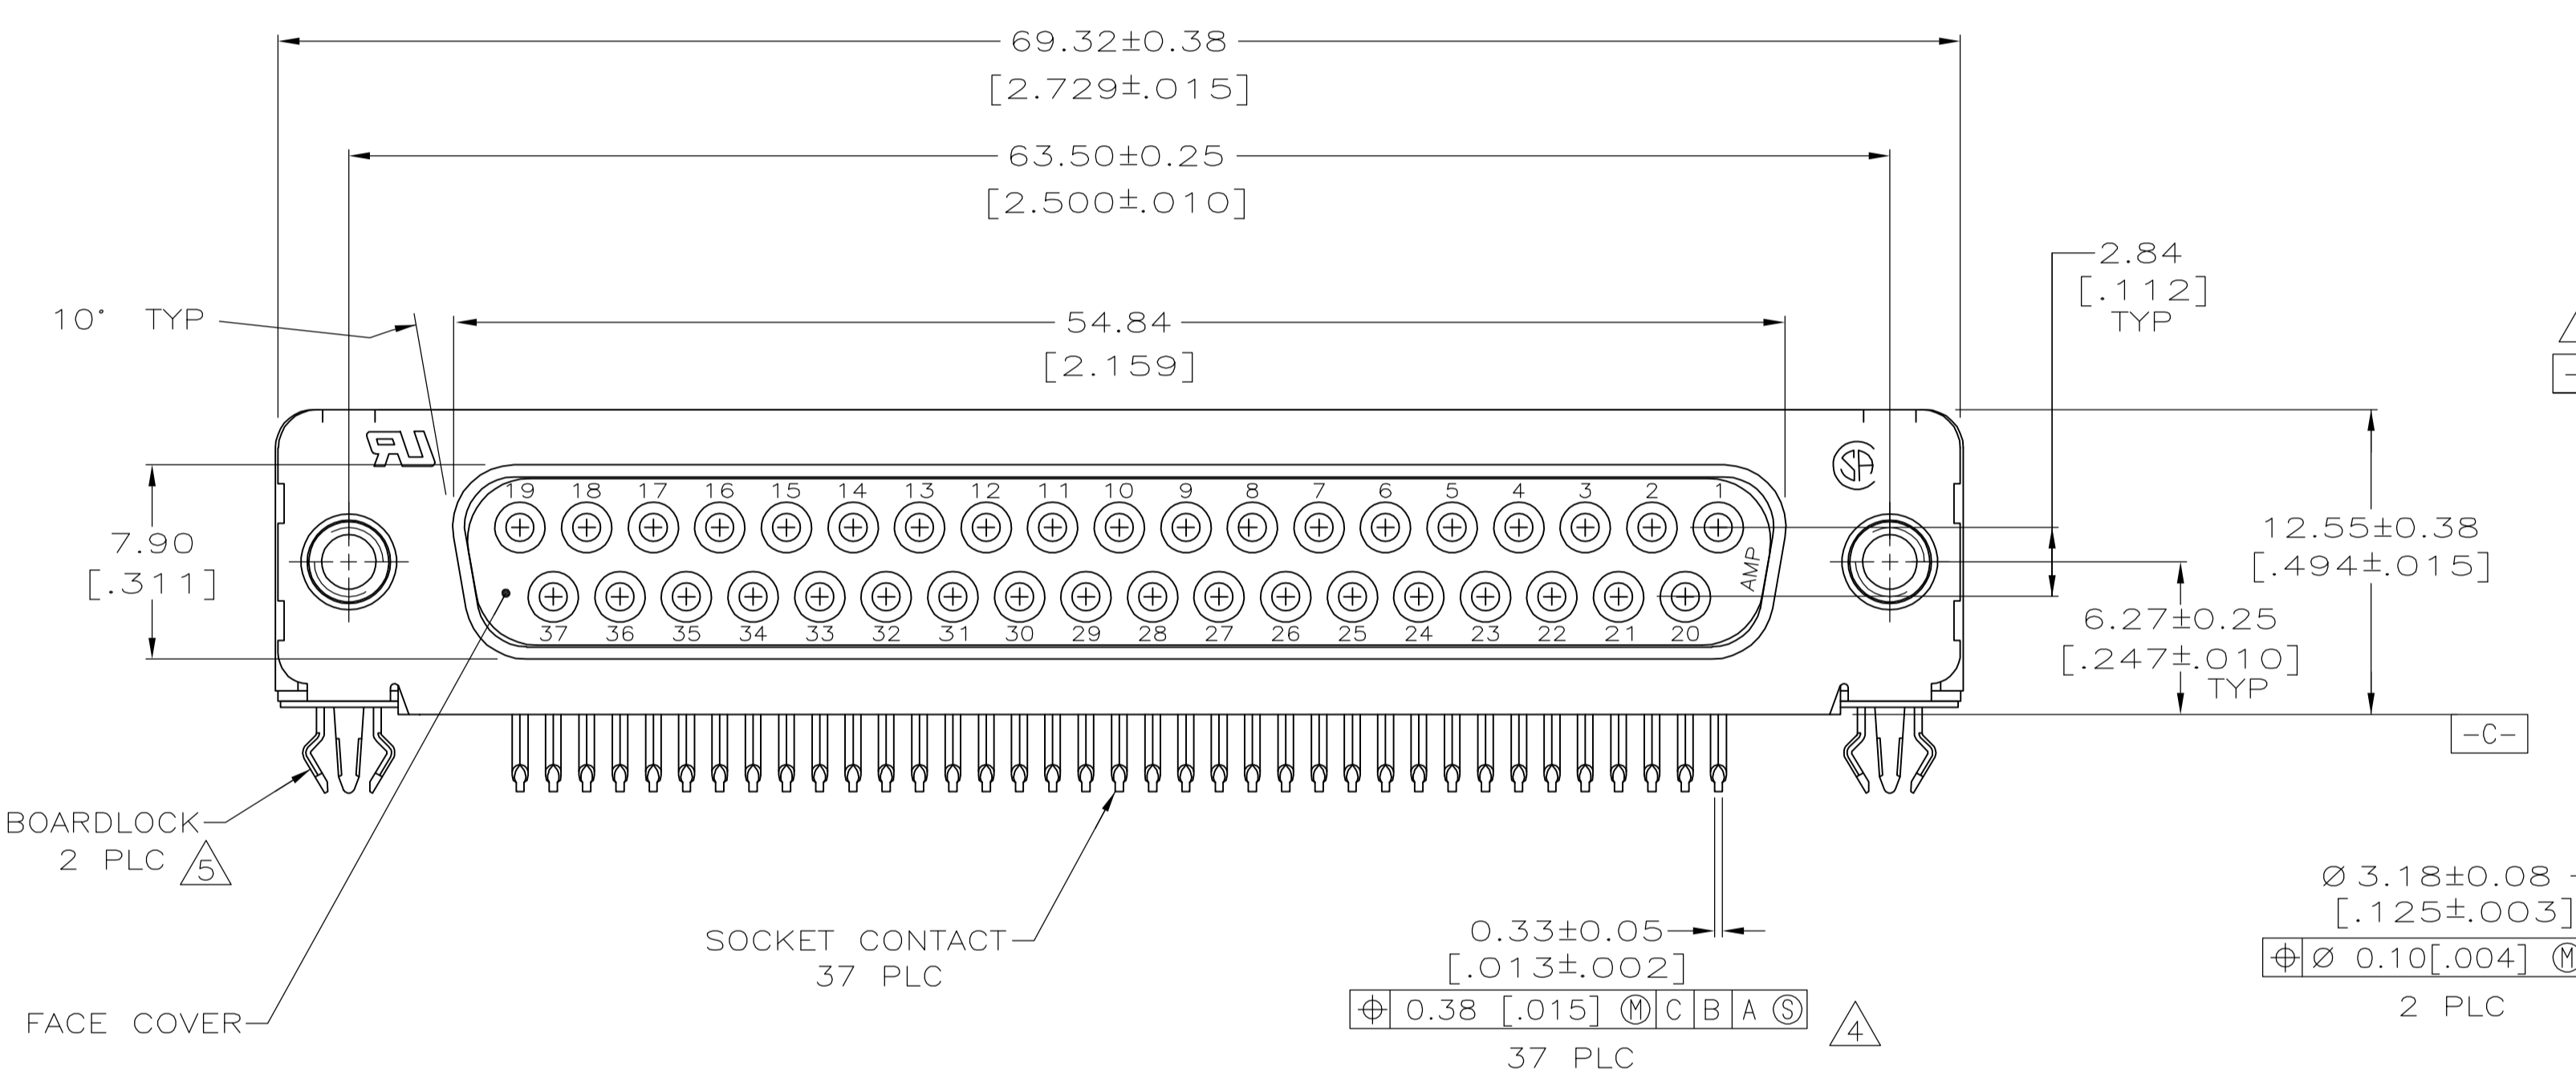 69.32±0.38
[2.729±.015]
63.50±0.25
[2.500±.010]
2.84
[.112]
TYP
10° TYP
54.84
[2.159]
19 18 17 16 15 14 13 12 11 10 9 8 7 6 5 4 3 2 1
7.90
[.311]
12.55±0.38
[.494±.015]
AMP
37 36 35 34 33 32 31 30 29 28 27 26 25 24 23 22 21 20
6.27±0.25
[.247±.010]
TYP
-C-
BOARDLOCK
2 PLC 5
SOCKET CONTACT
37 PLC
FACE COVER
0.33±0.05
[.013±.002]
⌖ 0.38 [.015] Ⓜ C B A Ⓢ 4
37 PLC
Ø 3.18±0.08
[.125±.003]
⌖ Ø 0.10[.004] Ⓜ
2 PLC